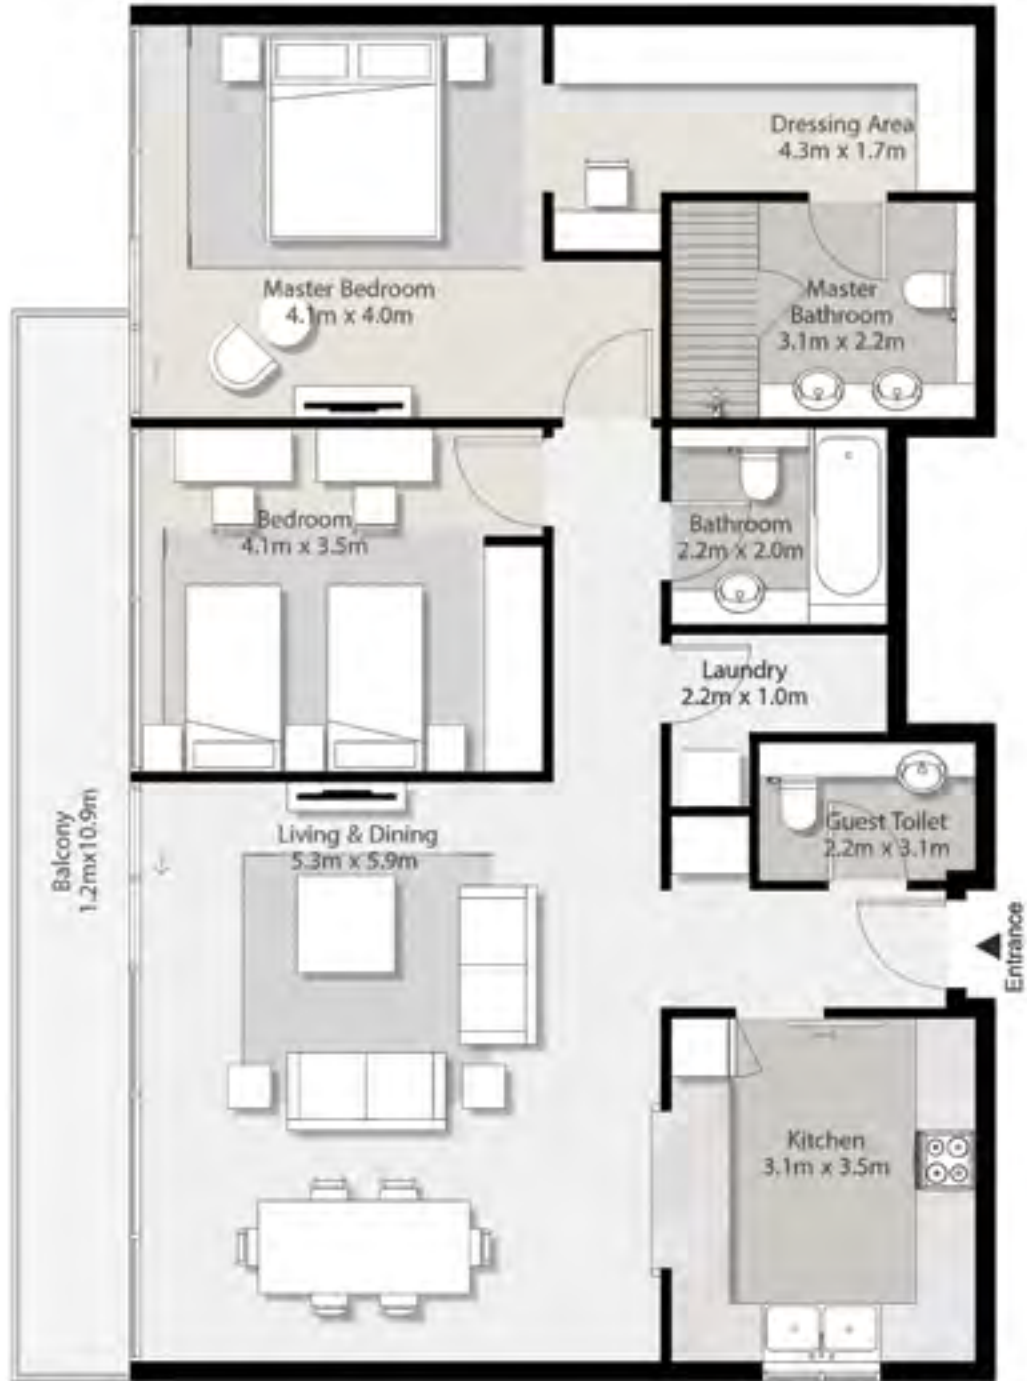 Dressing Area
4.3m x 1.7m
Master Bedroom
4.1m x 4.0m
Master
Bathroom
3.1m x 2.2m
Bedroom
4.1m x 3.5m
Bathroom
2.2m x 2.0m
Laundry
2.2m x 1.0m
Balcony
1.2mx10.9m
Living & Dining
5.3m x 5.9m
Guest Toilet
2.2m x 3.1m
Entrance
Kitchen
3.1m x 3.5m